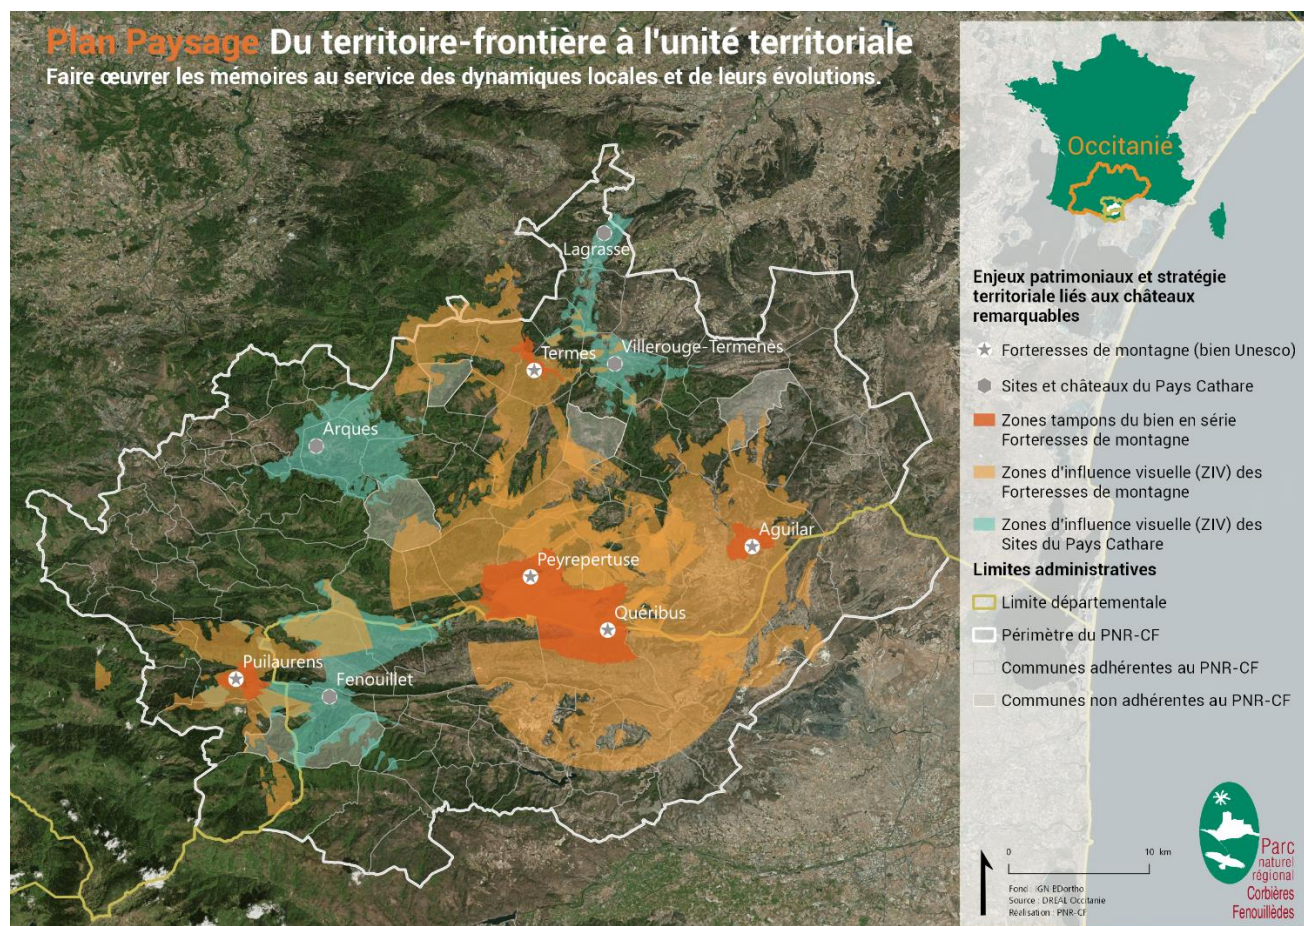 Plan Paysage Du territoire-frontière à l'unité territoriale
Faire œuvrer les mémoires au service des dynamiques locales et de leurs évolutions.
Occitanie
Lagrasse
Termes
Villerouge-Termenès
Arques
Aguilar
Peyrepertuse
Quéribus
Puilaurens
Fenouillet
Enjeux patrimoniaux et stratégie
territoriale liés aux châteaux
remarquables
Forteresses de montagne (bien Unesco)
Sites et châteaux du Pays Cathare
Zones tampons du bien en série
Forteresses de montagne
Zones d'influence visuelle (ZIV) des
Forteresses de montagne
Zones d'influence visuelle (ZIV) des
Sites du Pays Cathare
Limites administratives
Limite départementale
Périmètre du PNR-CF
Communes adhérentes au PNR-CF
Communes non adhérentes au PNR-CF
0 10 km
Fond : IGN BDortho
Source : DREAL Occitanie
Réalisation : PNR-CF
Parc
naturel
régional
Corbières
Fenouillèdes